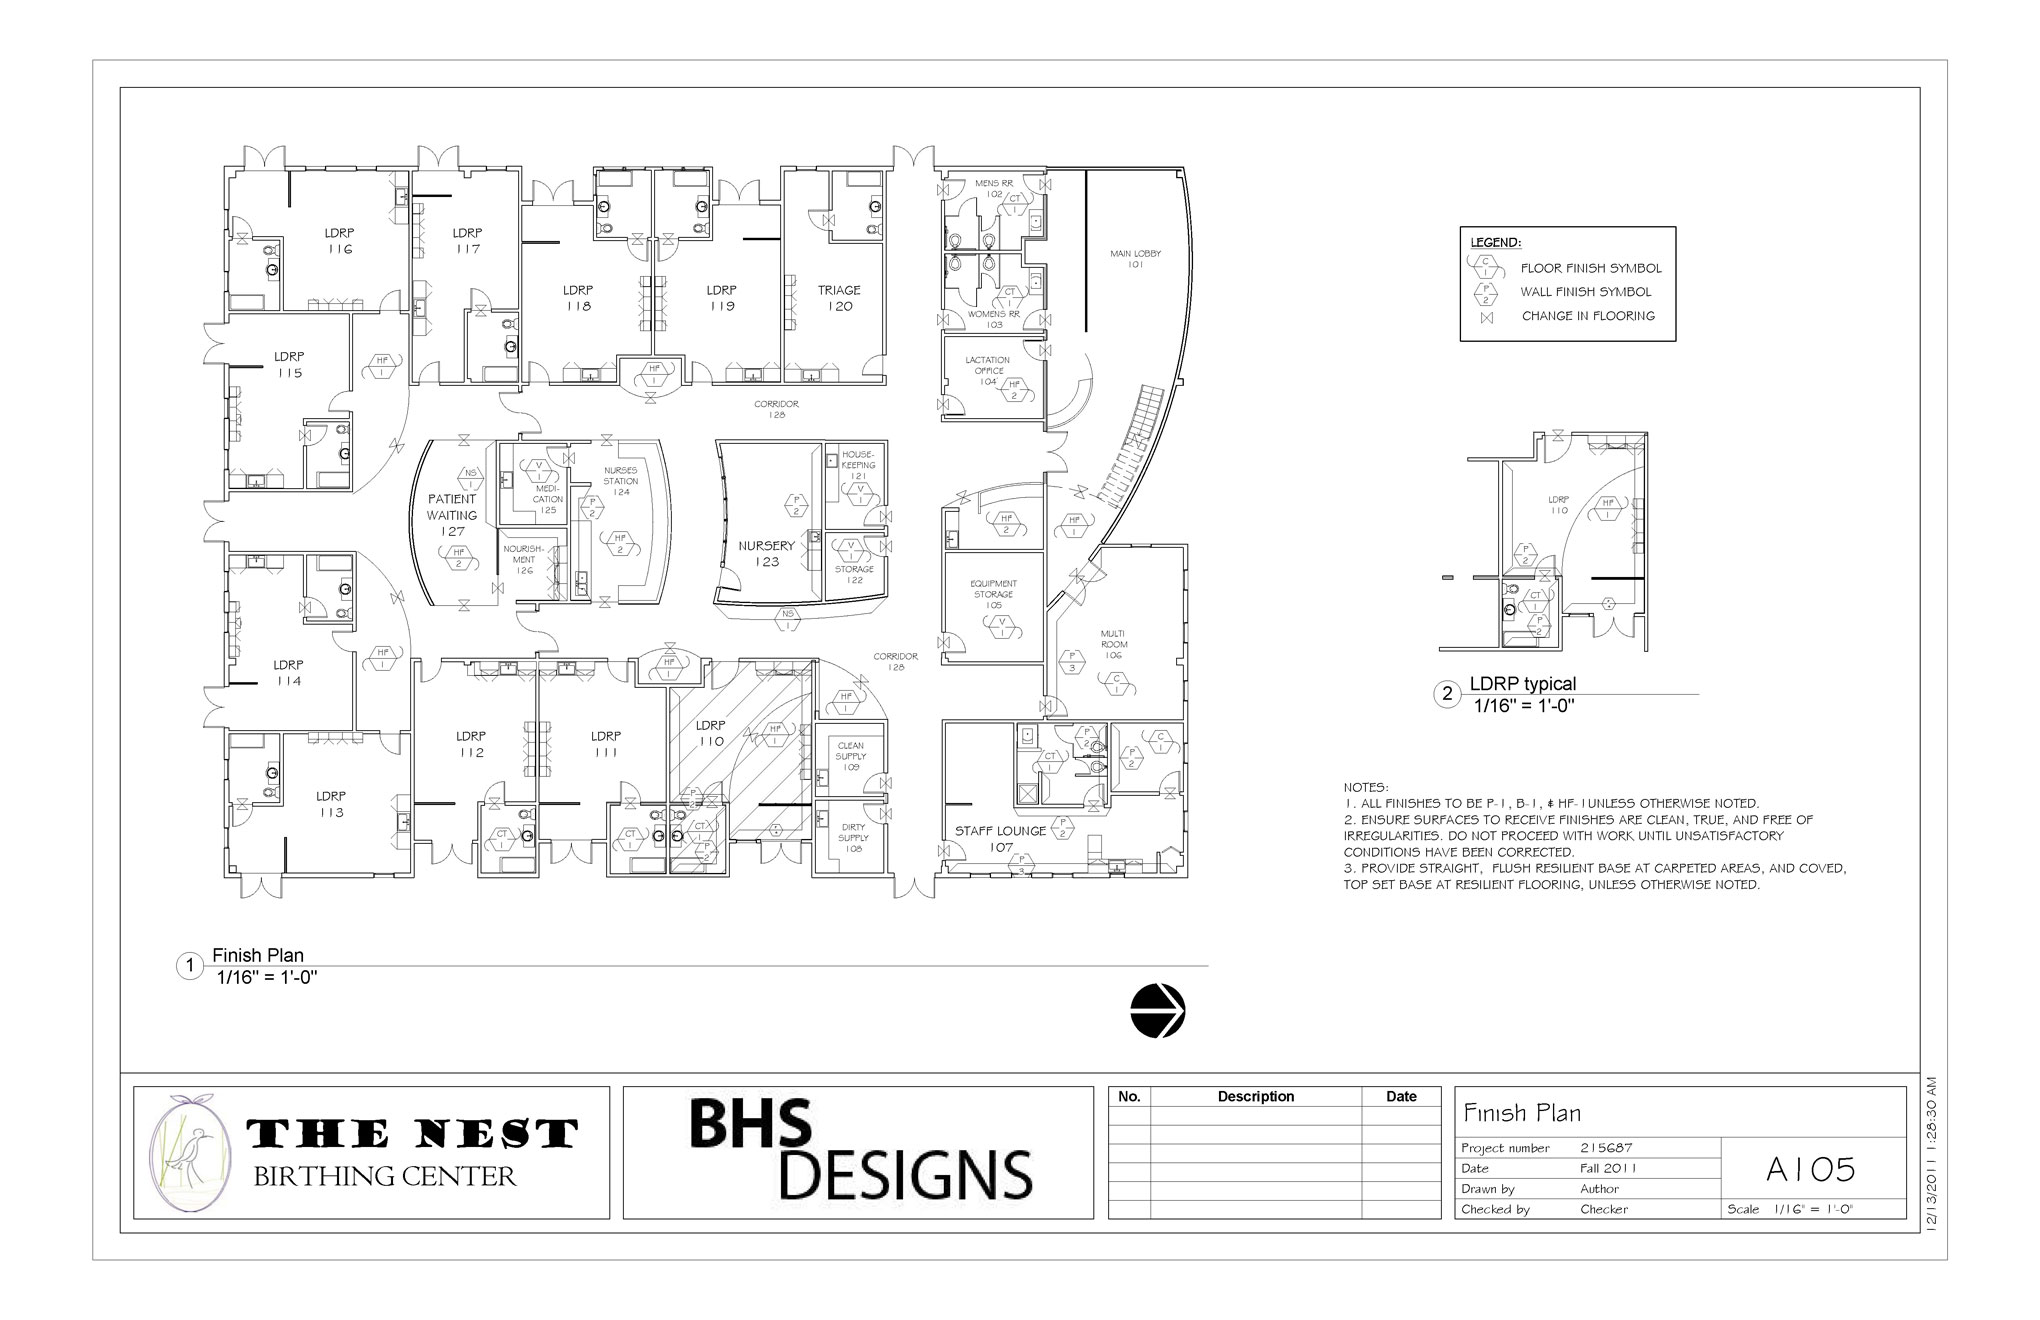 MENS RR
102
CT
1
LDRP
116
LDRP
117
MAIN LOBBY
101
LEGEND:
C
1
FLOOR FINISH SYMBOL
P
2
WALL FINISH SYMBOL
CHANGE IN FLOORING
LDRP
118
LDRP
119
TRIAGE
120
CT
1
WOMENS RR
103
LDRP
115
HF
1
HF
1
LACTATION
OFFICE
104
HF
2
CORRIDOR
128
NS
1
PATIENT
WAITING
127
HF
2
V
1
MEDI-
CATION
125
NOURISH-
MENT
126
NURSES
STATION
124
P
2
HF
2
P
2
NURSERY
123
HOUSE-
KEEPING
121
V
1
V
1
STORAGE
122
HF
2
HF
1
NS
1
EQUIPMENT
STORAGE
105
V
1
MULTI
ROOM
106
P
3
C
1
LDRP
110
HF
1
P
2
CT
1
P
2
2
LDRP typical
1/16" = 1'-0"
LDRP
114
HF
1
HF
1
CORRIDOR
128
HF
1
LDRP
112
LDRP
111
LDRP
110
HF
1
P
2
CT
1
CT
1
CT
1
P
2
CLEAN
SUPPLY
109
DIRTY
SUPPLY
108
LDRP
113
CT
1
P
2
P
2
C
1
STAFF LOUNGE
107
P
2
P
3
NOTES:
1. ALL FINISHES TO BE P-1, B-1, & HF-1UNLESS OTHERWISE NOTED.
2. ENSURE SURFACES TO RECEIVE FINISHES ARE CLEAN, TRUE, AND FREE OF
IRREGULARITIES. DO NOT PROCEED WITH WORK UNTIL UNSATISFACTORY
CONDITIONS HAVE BEEN CORRECTED.
3. PROVIDE STRAIGHT, FLUSH RESILIENT BASE AT CARPETED AREAS, AND COVED,
TOP SET BASE AT RESILIENT FLOORING, UNLESS OTHERWISE NOTED.
1
Finish Plan
1/16" = 1'-0"
THE NEST
BIRTHING CENTER
BHS
DESIGNS
No. Description Date
Finish Plan
Project number 215687
Date Fall 2011
Drawn by Author
Checked by Checker
A105
Scale 1/16" = 1'-0"
12/13/2011 1:28:30 AM